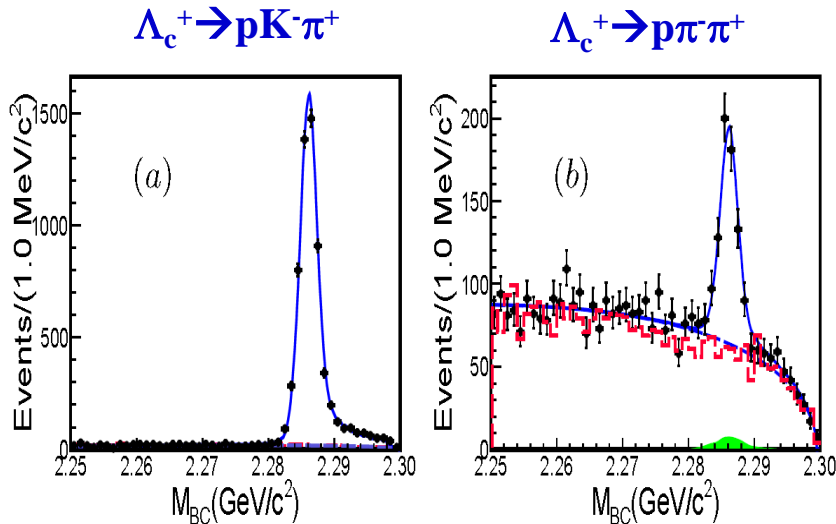 Λc⁺→pK⁻π⁺
Λc⁺→pπ⁻π⁺
Events/(1.0 MeV/c²)
1500
1000
500
0
(a)
2.25 2.26 2.27 2.28 2.29 2.30
M_BC(GeV/c²)
Events/(1.0 MeV/c²)
200
150
100
50
0
(b)
2.25 2.26 2.27 2.28 2.29 2.30
M_BC(GeV/c²)